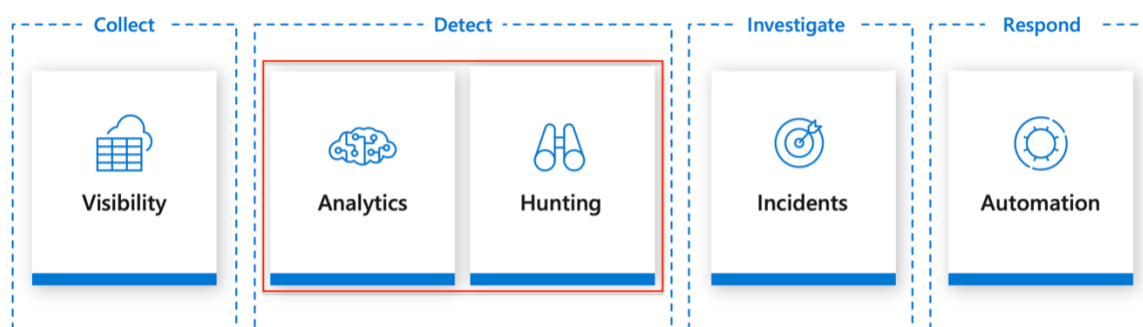 Collect
Detect
Investigate
Respond
Visibility
Analytics
Hunting
Incidents
Automation